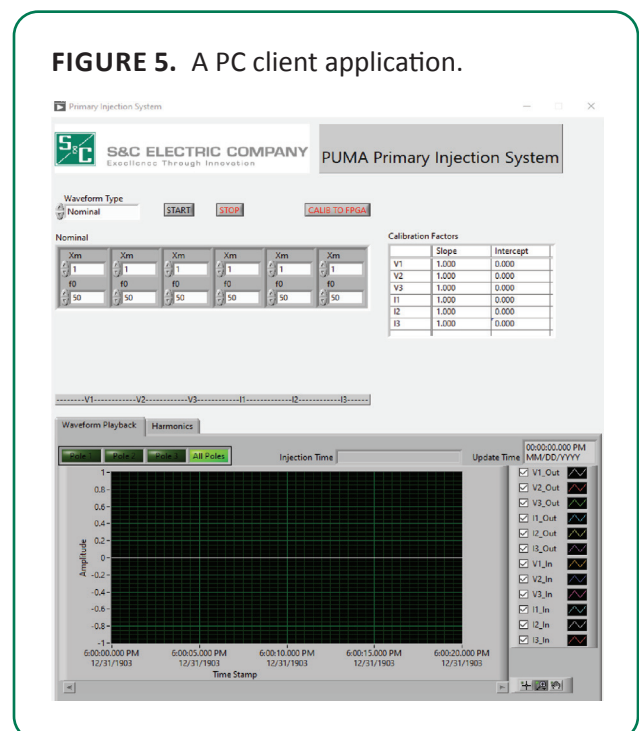 FIGURE 5. A PC client application.
Primary Injection System
S&C
S&C ELECTRIC COMPANY
Excellence Through Innovation
PUMA Primary Injection System
Waveform Type
Nominal
START
STOP
CALIB TO FPGA
Nominal
Xm Xm Xm Xm Xm Xm
1 1 1 1 1 1
f0 f0 f0 f0 f0 f0
50 50 50 50 50 50
Calibration Factors
Slope Intercept
V1 1.000 0.000
V2 1.000 0.000
V3 1.000 0.000
I1 1.000 0.000
I2 1.000 0.000
I3 1.000 0.000
-------V1------------V2------------V3------------I1------------I2------------I3------
Waveform Playback Harmonics
Pole 1 Pole 2 Pole 3 All Poles
Injection Time
Update Time
00:00:00.000 PM
MM/DD/YYYY
Amplitude
1
0.8
0.6
0.4
0.2
0
-0.2
-0.4
-0.6
-0.8
-1
6:00:00.000 PM 6:00:05.000 PM 6:00:10.000 PM 6:00:15.000 PM 6:00:20.000 PM
12/31/1903 12/31/1903 12/31/1903 12/31/1903 12/31/1903
Time Stamp
V1_Out
V2_Out
V3_Out
I1_Out
I2_Out
I3_Out
V1_In
V2_In
V3_In
I1_In
I2_In
I3_In